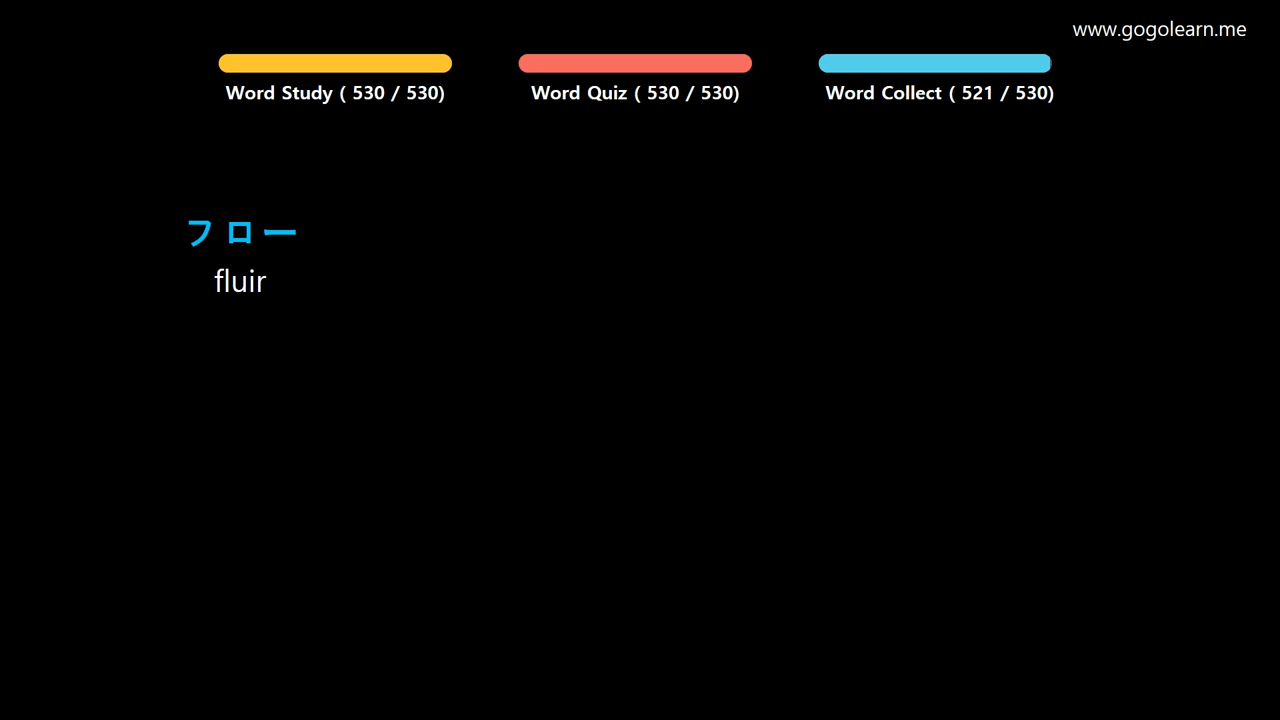 www.gogolearn.me
Word Study ( 530 / 530)
Word Quiz ( 530 / 530)
Word Collect ( 521 / 530)
フロー
fluir